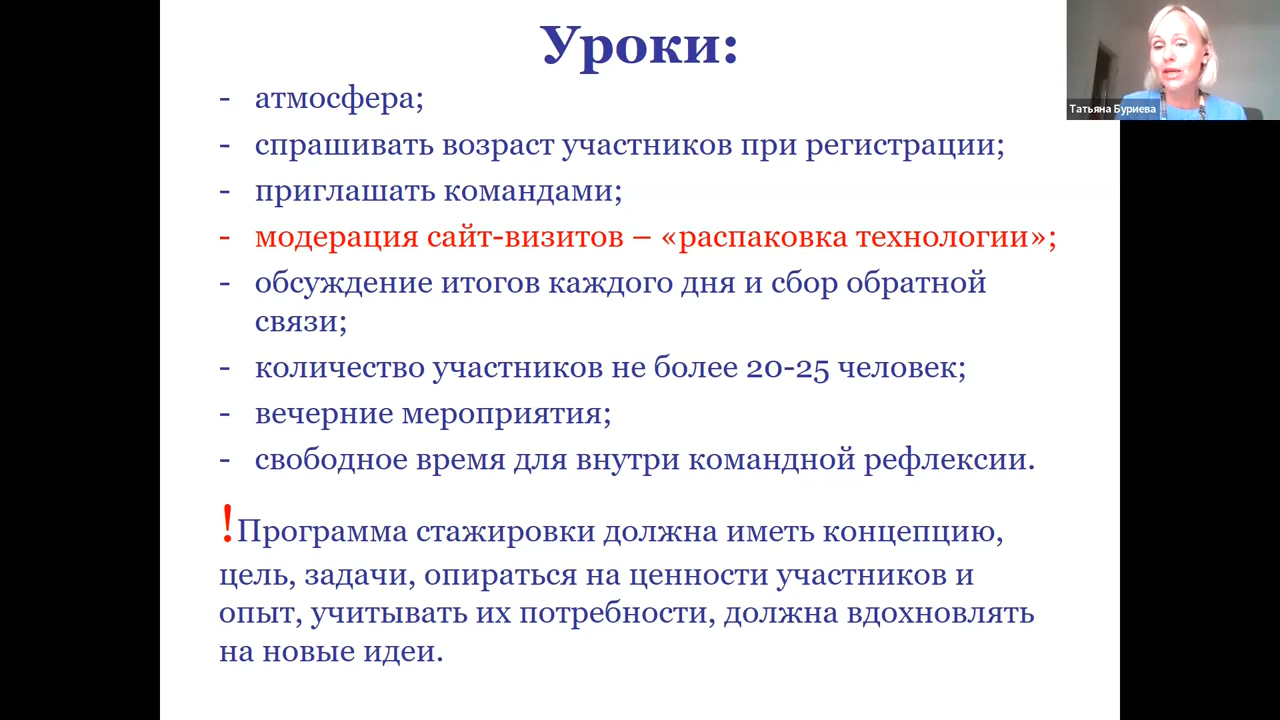 Уроки:
- атмосфера;
- спрашивать возраст участников при регистрации;
- приглашать командами;
- модерация сайт-визитов – «распаковка технологии»;
- обсуждение итогов каждого дня и сбор обратной
связи;
- количество участников не более 20-25 человек;
- вечерние мероприятия;
- свободное время для внутри командной рефлексии.
!Программа стажировки должна иметь концепцию,
цель, задачи, опираться на ценности участников и
опыт, учитывать их потребности, должна вдохновлять
на новые идеи.
Татьяна Буриева